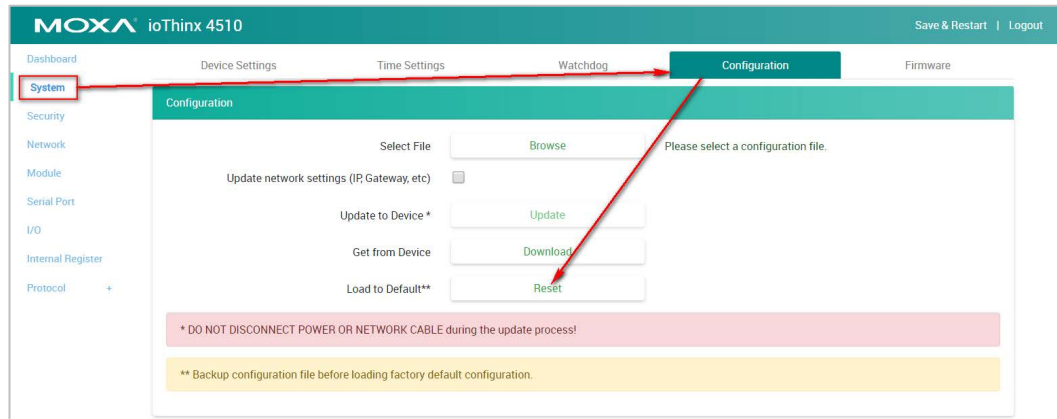 MOXA ioThinx 4510 Save & Restart | Logout
Dashboard
System
Security
Network
Module
Serial Port
I/O
Internal Register
Protocol +
Device Settings Time Settings Watchdog Configuration Firmware
Configuration
Select File Browse Please select a configuration file.
Update network settings (IP, Gateway, etc)
Update to Device * Update
Get from Device Download
Load to Default** Reset
* DO NOT DISCONNECT POWER OR NETWORK CABLE during the update process!
** Backup configuration file before loading factory default configuration.